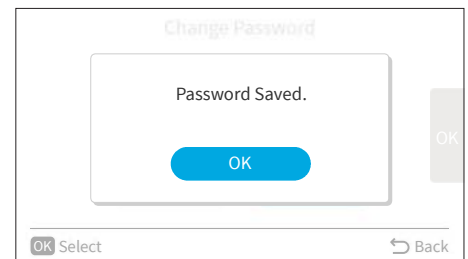 Change Password
Password Saved.
OK
OK
OK Select
Back